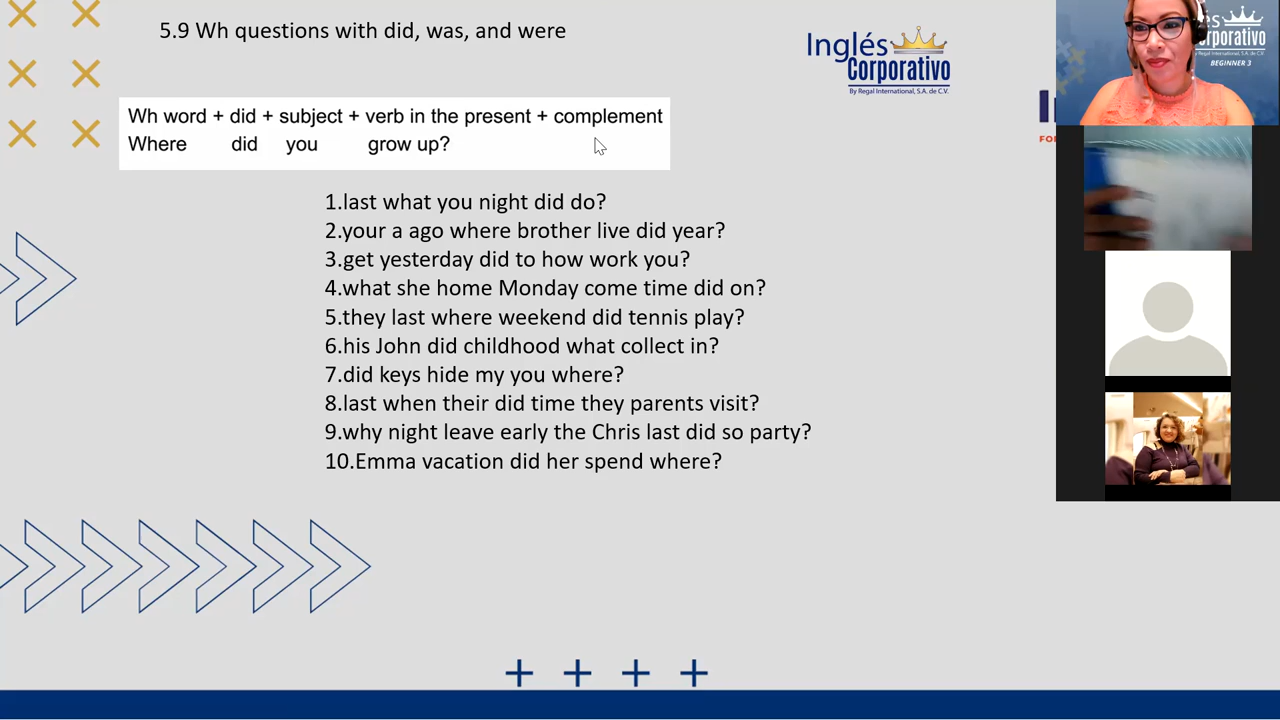 5.9 Wh questions with did, was, and were
Inglés
Corporativo
By Regal International, S.A. de C.V.
Wh word + did + subject + verb in the present + complement
Where did you grow up?
1.last what you night did do?
2.your a ago where brother live did year?
3.get yesterday did to how work you?
4.what she home Monday come time did on?
5.they last where weekend did tennis play?
6.his John did childhood what collect in?
7.did keys hide my you where?
8.last when their did time they parents visit?
9.why night leave early the Chris last did so party?
10.Emma vacation did her spend where?
BEGINNER 3